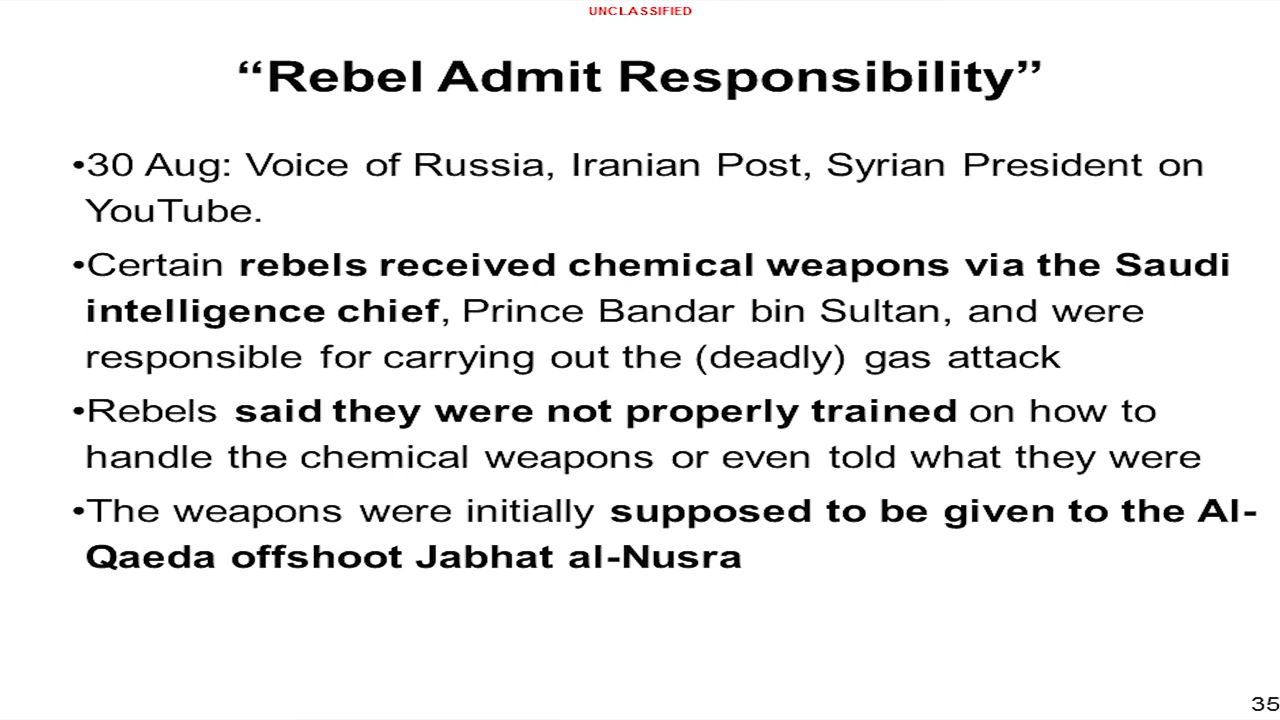 UNCLASSIFIED
“Rebel Admit Responsibility”
•30 Aug: Voice of Russia, Iranian Post, Syrian President on
YouTube.
•Certain rebels received chemical weapons via the Saudi
intelligence chief, Prince Bandar bin Sultan, and were
responsible for carrying out the (deadly) gas attack
•Rebels said they were not properly trained on how to
handle the chemical weapons or even told what they were
•The weapons were initially supposed to be given to the Al-
Qaeda offshoot Jabhat al-Nusra
35